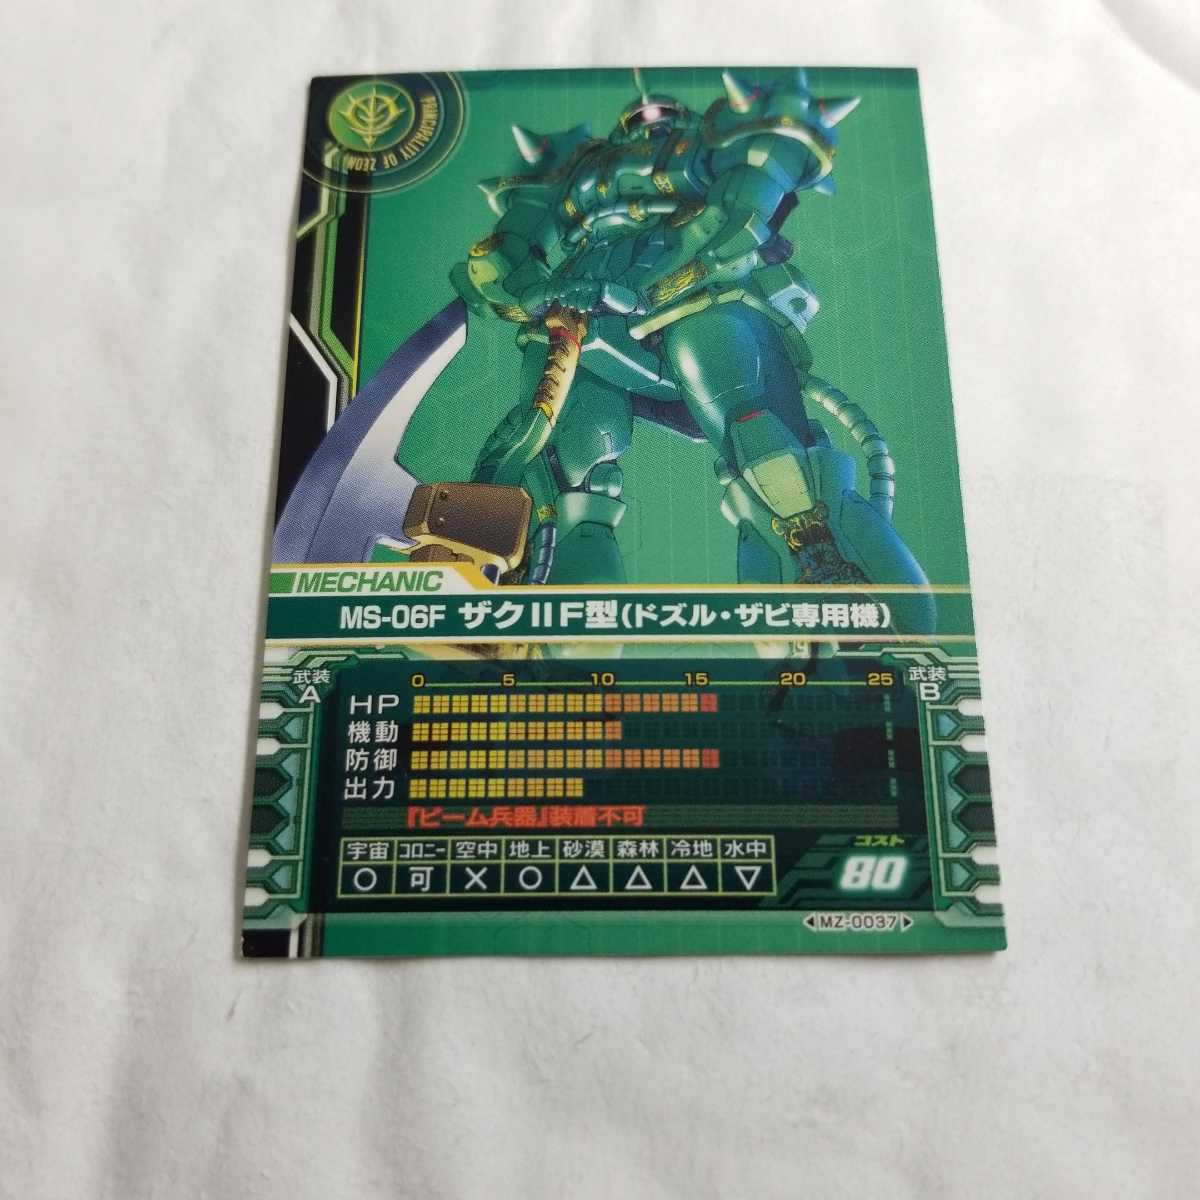 PRINCIPALITY OF ZEON
MECHANIC
MS-06F ザクⅡF型(ドズル・ザビ専用機)
武装
A
武装
B
0 5 10 15 20 25
HP
機動
防御
出力
『ビーム兵器』装着不可
宇宙 コロニー 空中 地上 砂漠 森林 冷地 水中
○ 可 × ○ △ △ △ ▽
コスト
80
◀MZ-0037▶